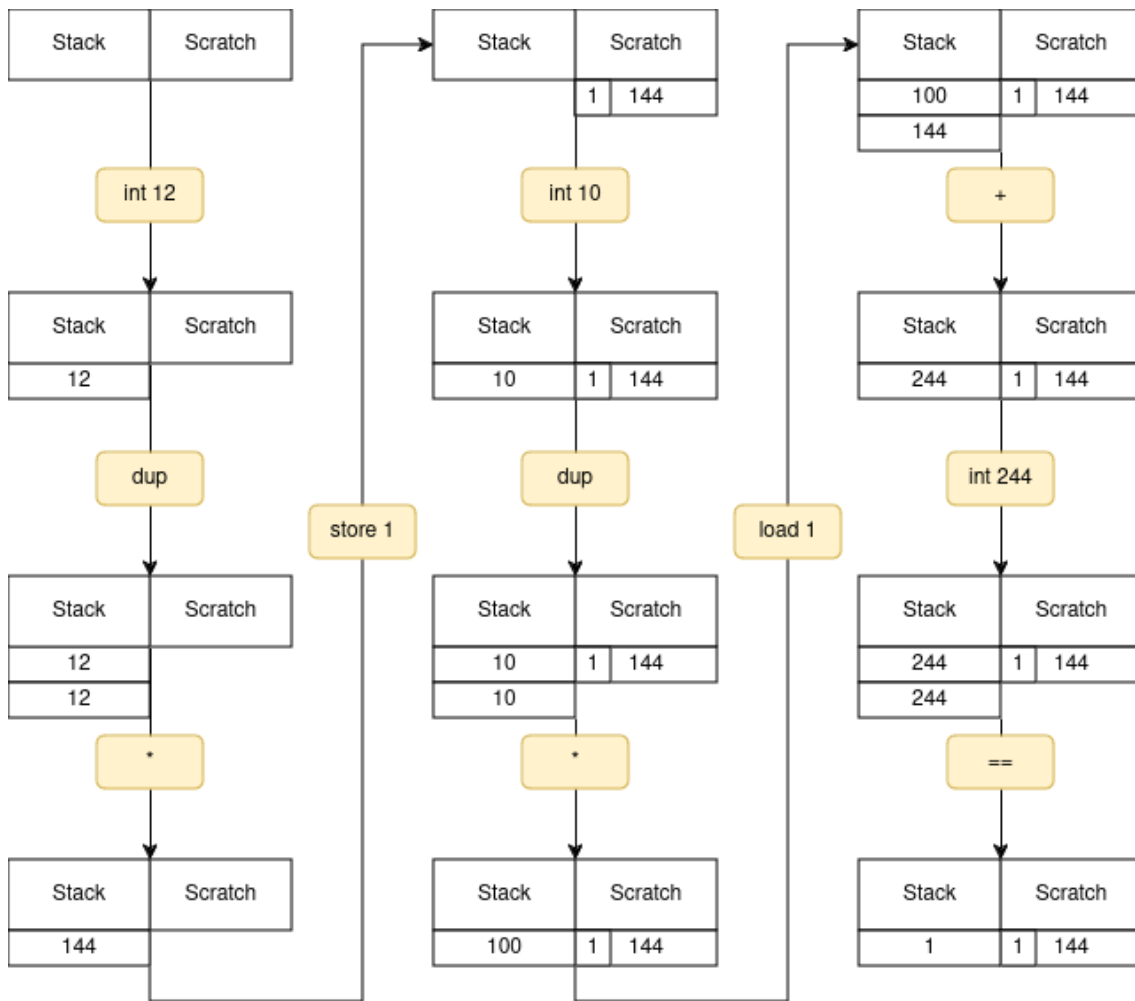 Stack Scratch
int 12
Stack Scratch
12
dup
Stack Scratch
12
12
*
Stack Scratch
144
store 1
Stack Scratch
1 144
int 10
Stack Scratch
10 1 144
dup
Stack Scratch
10 1 144
10
*
Stack Scratch
100 1 144
load 1
Stack Scratch
100 1 144
144
+
Stack Scratch
244 1 144
int 244
Stack Scratch
244 1 144
244
==
Stack Scratch
1 1 144